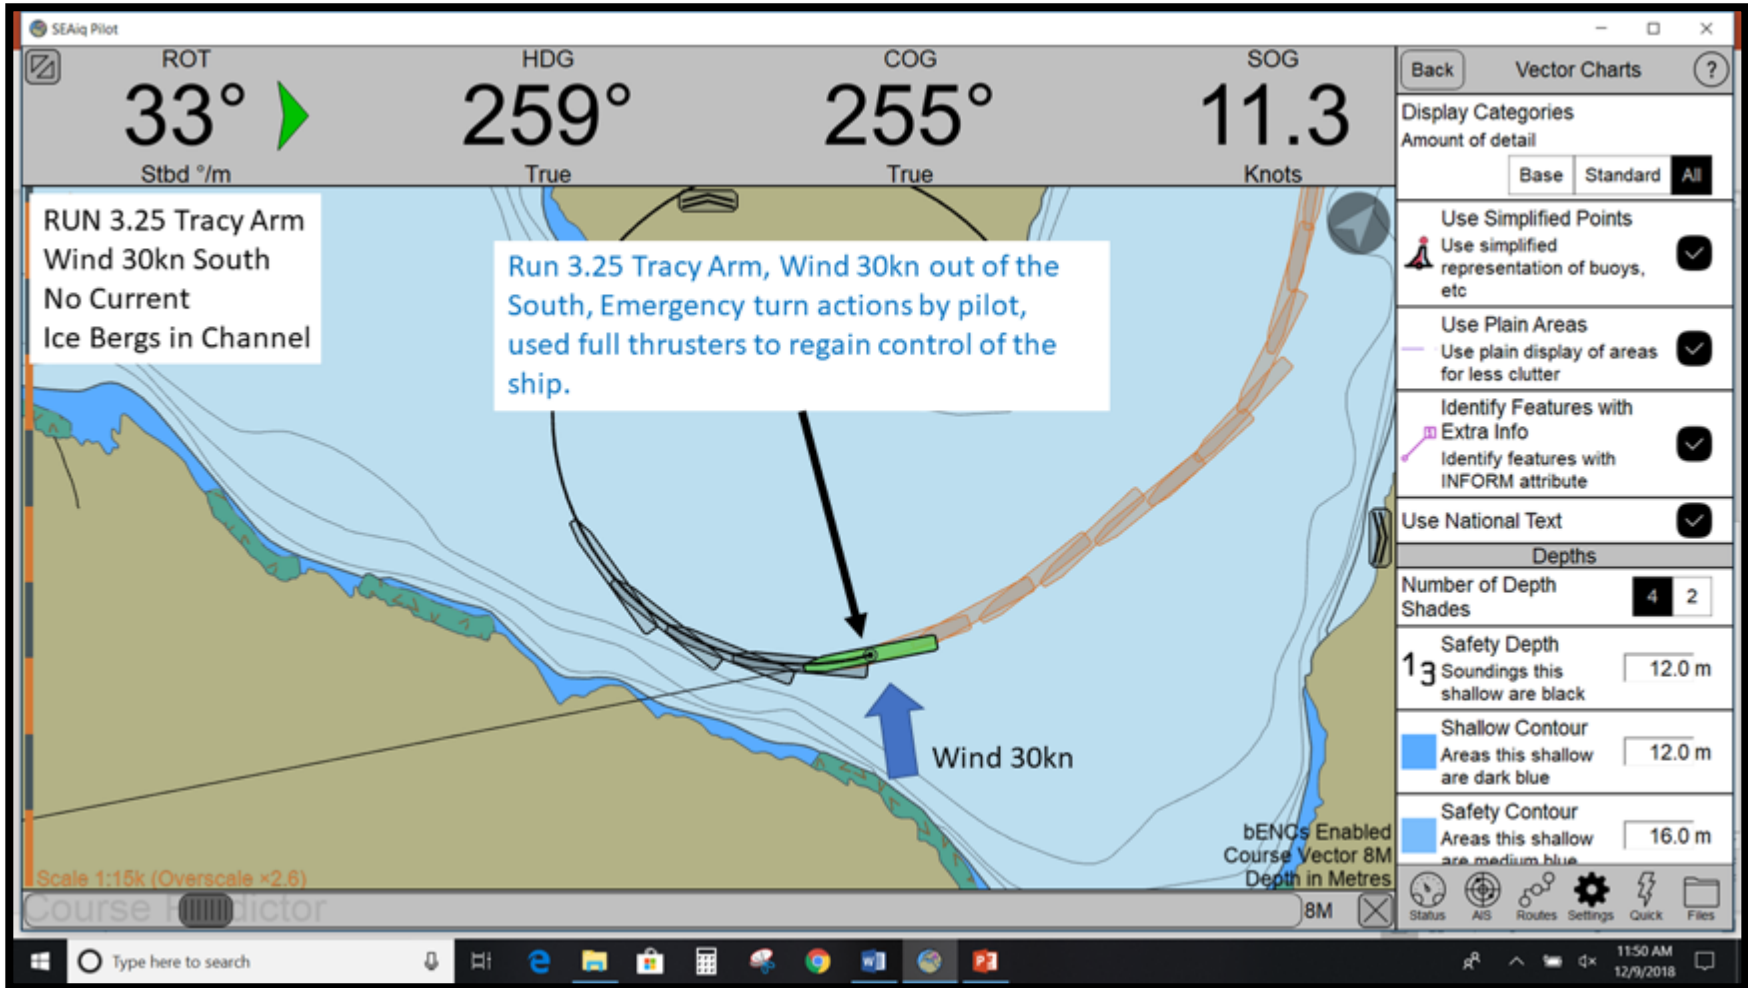 SEAiq Pilot
ROT
HDG
COG
SOG
33°
259°
255°
11.3
Stbd °/m
True
True
Knots
RUN 3.25 Tracy Arm
Wind 30kn South
No Current
Ice Bergs in Channel
Run 3.25 Tracy Arm, Wind 30kn out of the
South, Emergency turn actions by pilot,
used full thrusters to regain control of the
ship.
Wind 30kn
bENCs Enabled
Course Vector 8M
Depth in Metres
Scale 1:15k (Overscale ×2.6)
8M
Back
Vector Charts
?
Display Categories
Amount of detail
Base
Standard
All
Use Simplified Points
Use simplified
representation of buoys,
etc
Use Plain Areas
Use plain display of areas
for less clutter
Identify Features with
Extra Info
Identify features with
INFORM attribute
Use National Text
Depths
Number of Depth
Shades
4
2
Safety Depth
13
Soundings this
shallow are black
12.0 m
Shallow Contour
Areas this shallow
are dark blue
12.0 m
Safety Contour
Areas this shallow
are medium blue
16.0 m
Status
AIS
Routes
Settings
Quick
Files
Type here to search
11:50 AM
12/9/2018